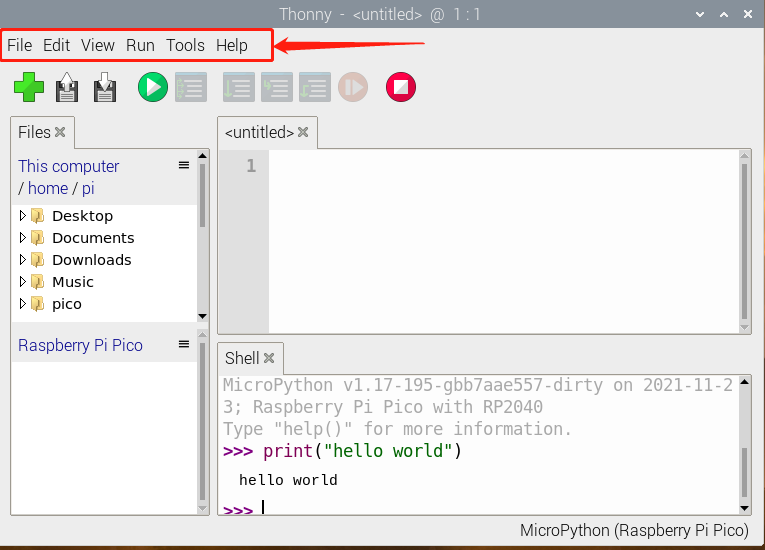 Thonny - <untitled> @ 1 : 1
File Edit View Run Tools Help
Files
This computer
/ home / pi
Desktop
Documents
Downloads
Music
pico
Raspberry Pi Pico
<untitled>
1
Shell
MicroPython v1.17-195-gbb7aae557-dirty on 2021-11-2
3; Raspberry Pi Pico with RP2040
Type "help()" for more information.
>>> print("hello world")
hello world
>>>
MicroPython (Raspberry Pi Pico)